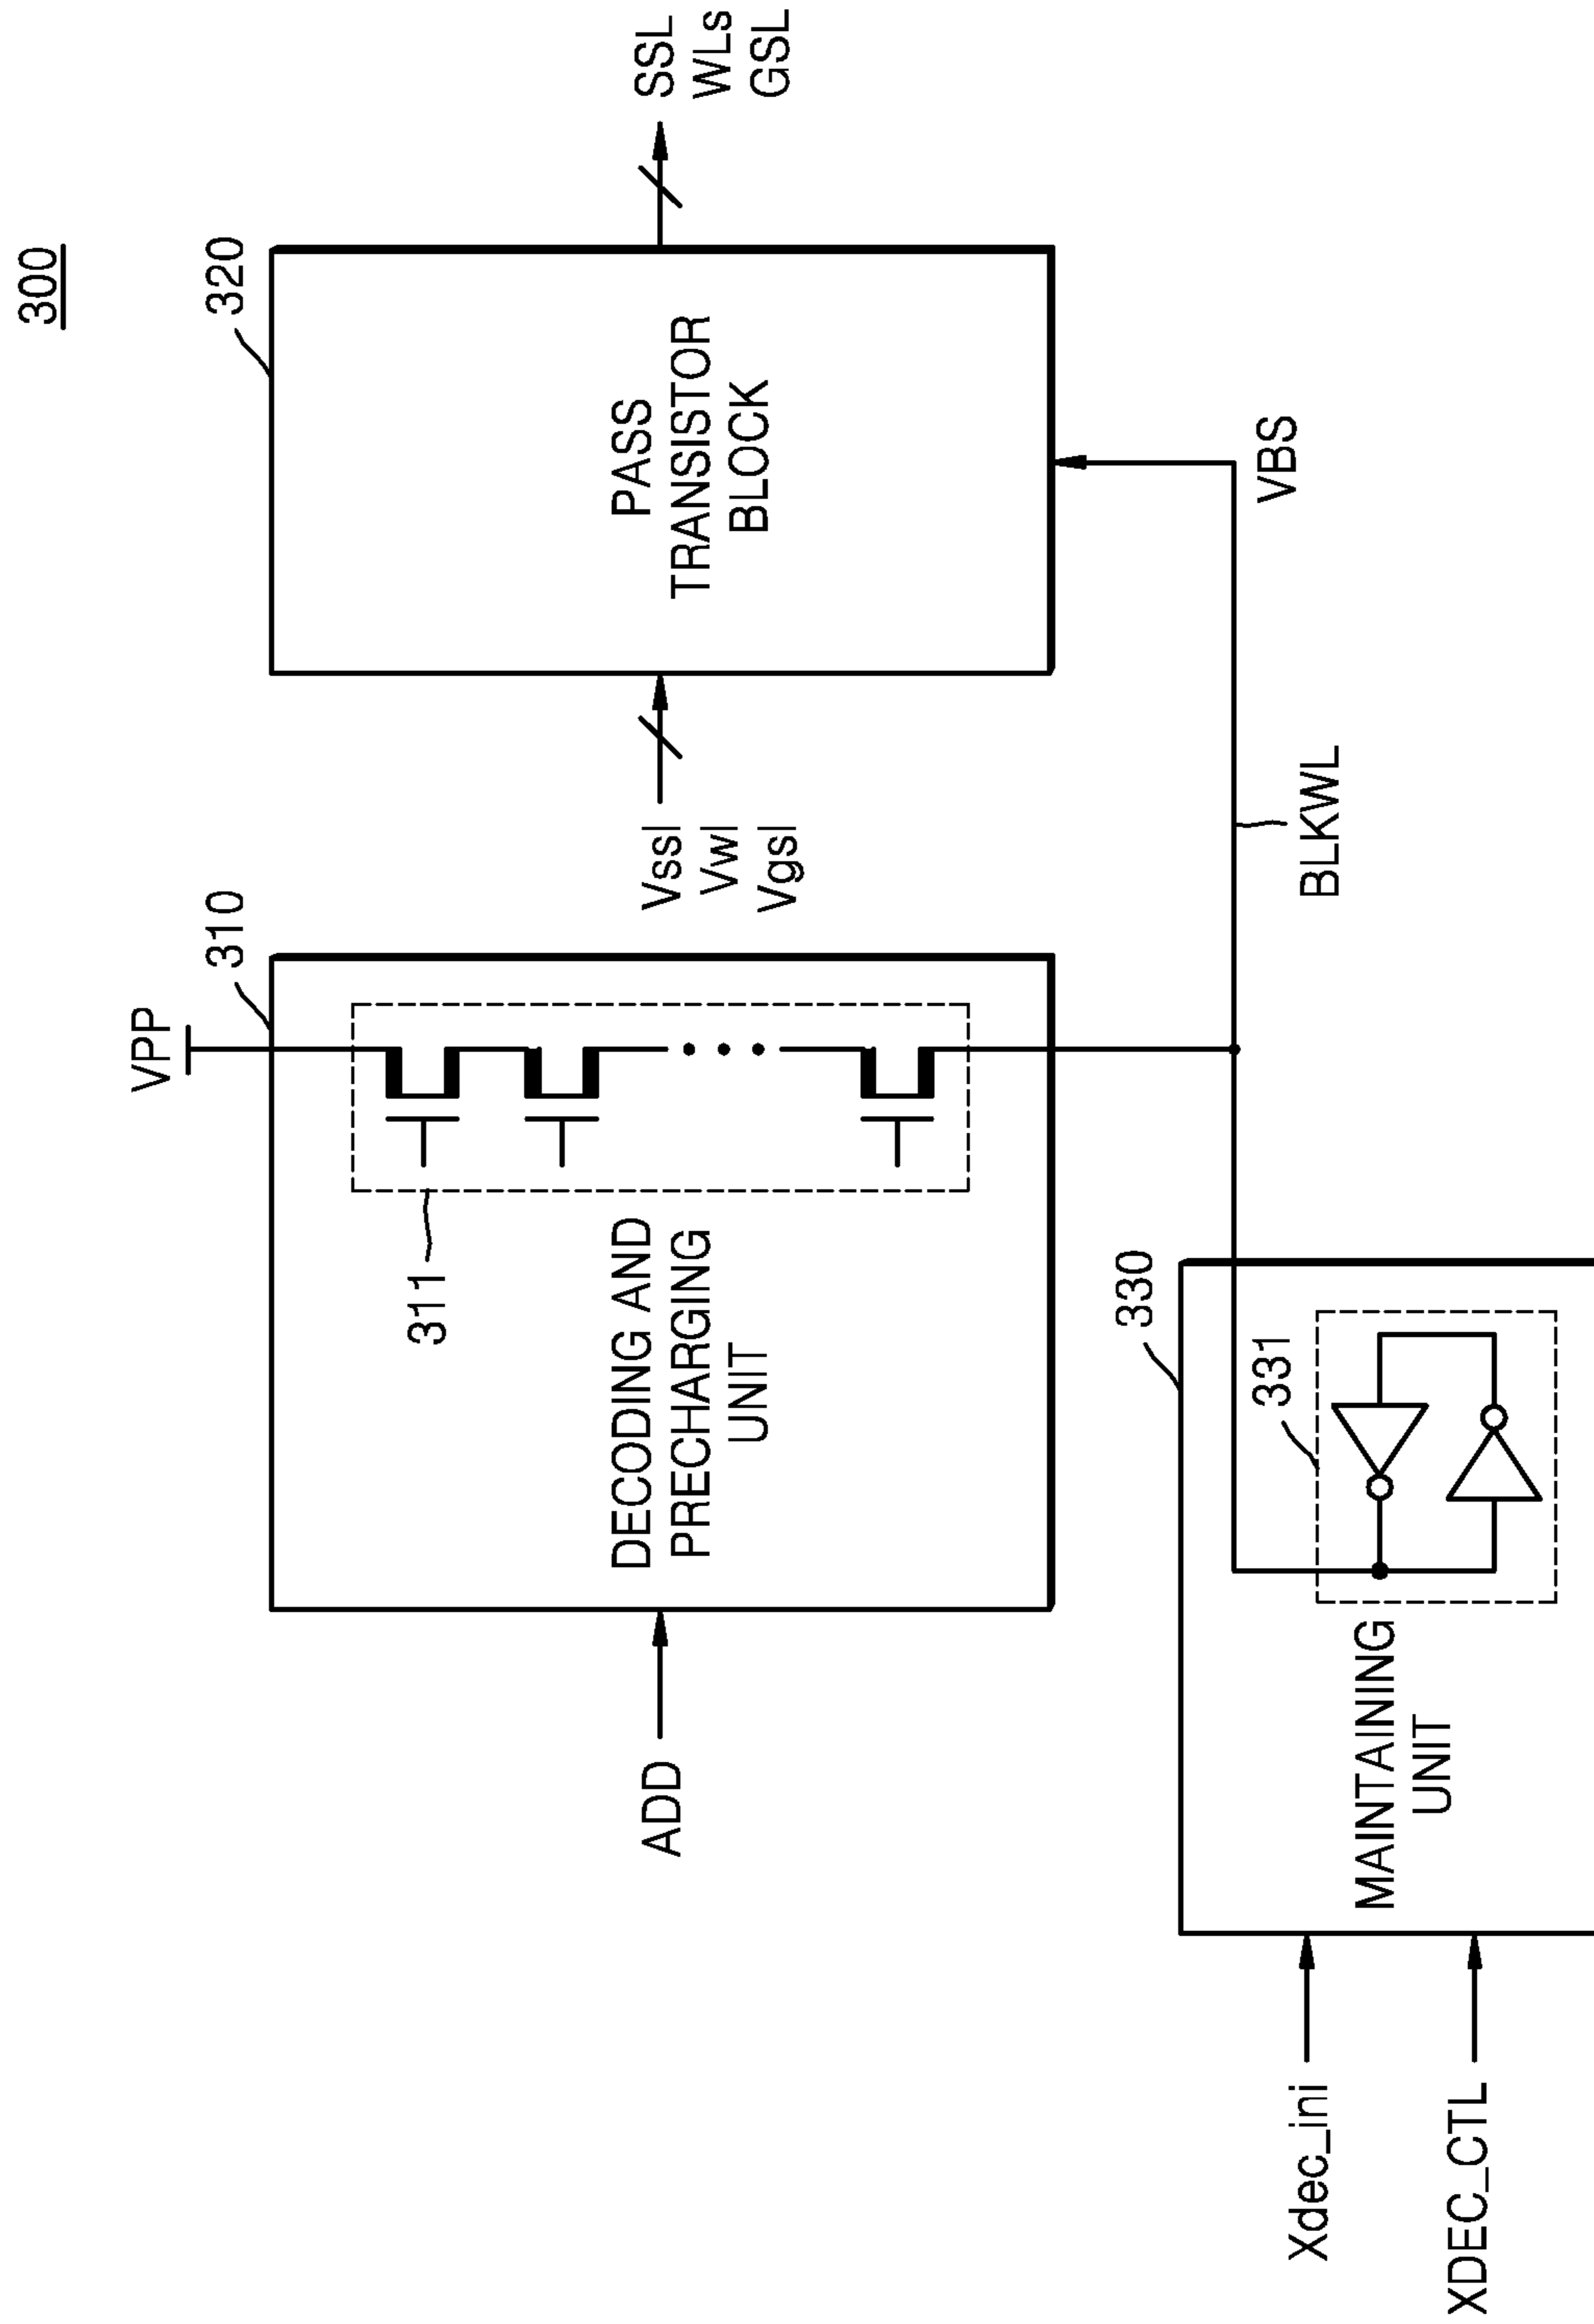 300
VPP
310
320
311
DECODING AND
PRECHARGING
UNIT
ADD
Vssl
Vwl
Vgsl
PASS
TRANSISTOR
BLOCK
SSL
WLs
GSL
BLKWL
VBS
330
331
MAINTAINING
UNIT
Xdec_ini
XDEC_CTL